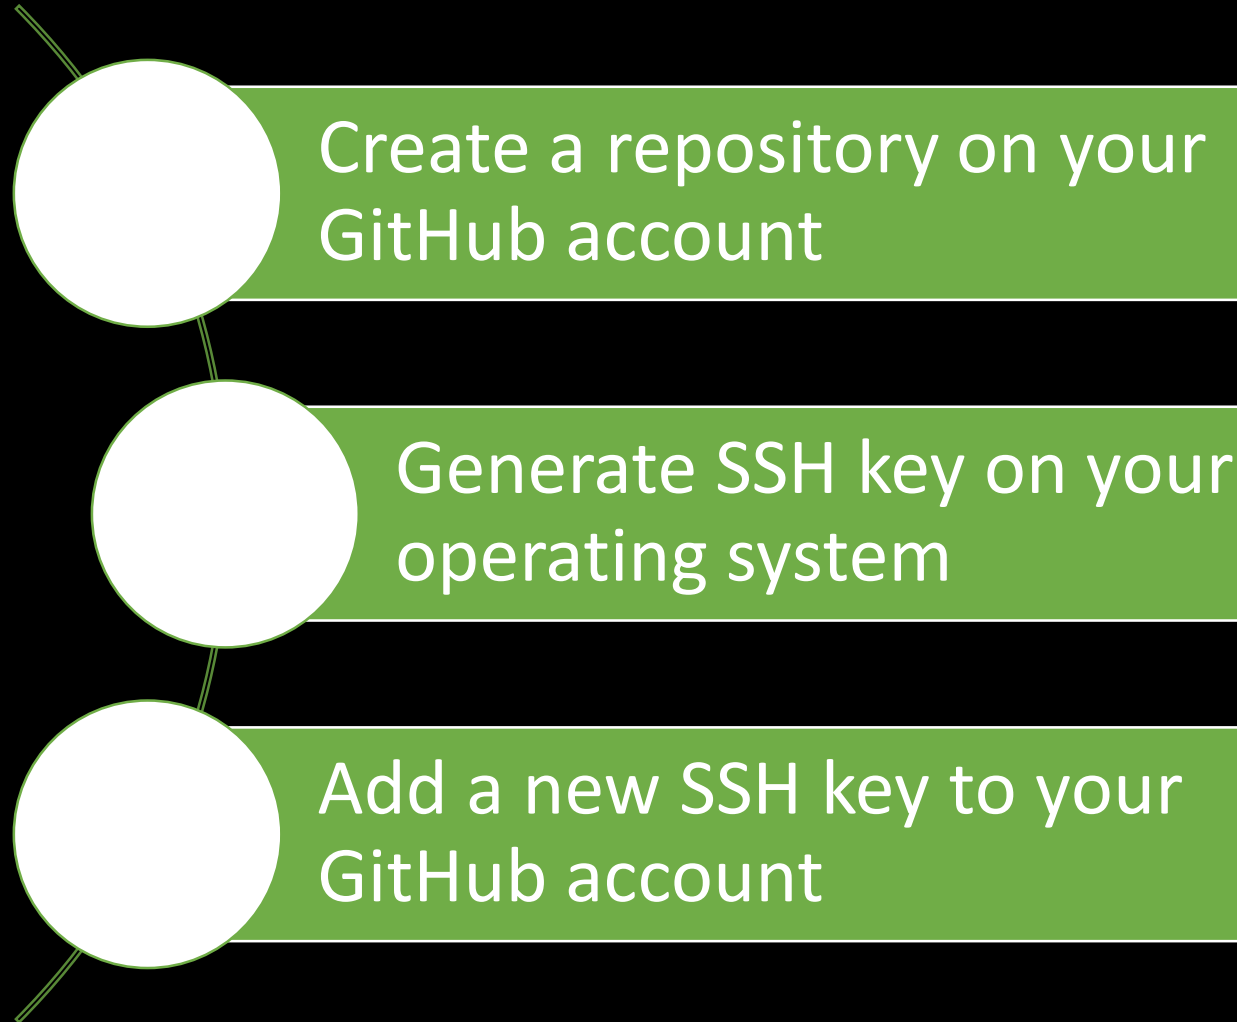 Create a repository on your
GitHub account
Generate SSH key on your
operating system
Add a new SSH key to your
GitHub account